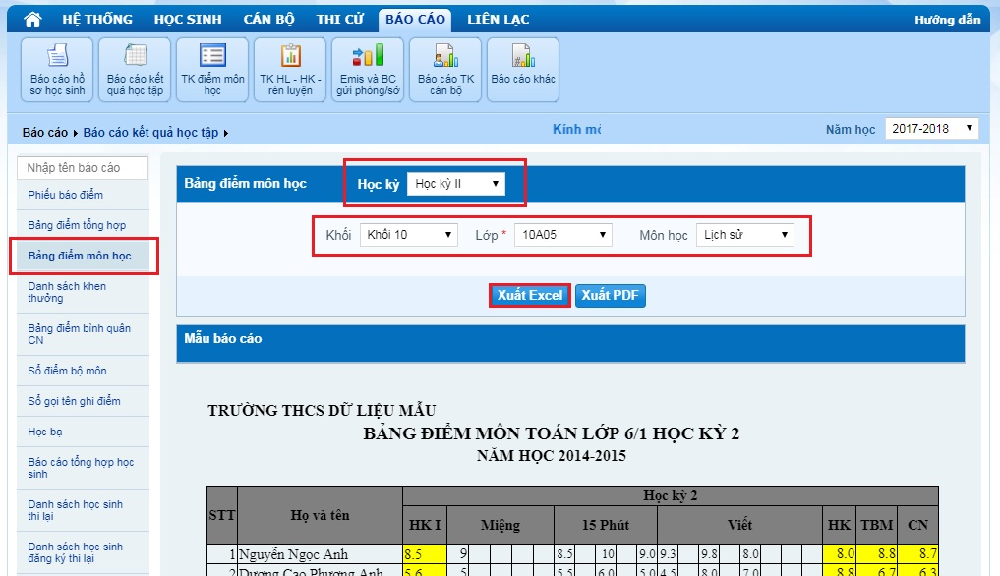 HỆ THỐNG HỌC SINH CÁN BỘ THI CỬ BÁO CÁO LIÊN LẠC Hướng dẫn
Báo cáo hồ sơ học sinh
Báo cáo kết quả học tập
TK điểm môn học
TK HL - HK - rèn luyện
Emis và BC gửi phòng/sở
Báo cáo TK cán bộ
Báo cáo khác
Báo cáo Báo cáo kết quả học tập Kính mờ Năm học 2017-2018
Nhập tên báo cáo
Phiếu báo điểm
Bảng điểm tổng hợp
Bảng điểm môn học
Danh sách khen
thưởng
Bảng điểm bình quân
CN
Sổ điểm bộ môn
Sổ gọi tên ghi điểm
Học bạ
Báo cáo tổng hợp học
sinh
Danh sách học sinh
thi lại
Danh sách học sinh
đăng ký thi lại
Bảng điểm môn học Học kỳ Học kỳ II
Khối Khối 10 Lớp * 10A05 Môn học Lịch sử
Xuất Excel Xuất PDF
Mẫu báo cáo
TRƯỜNG THCS DỮ LIỆU MẪU
BẢNG ĐIỂM MÔN TOÁN LỚP 6/1 HỌC KỲ 2
NĂM HỌC 2014-2015
STT Họ và tên Học kỳ 2
HK I Miệng 15 Phút Viết HK TBM CN
1 Nguyễn Ngọc Anh 8.5 9 8.5 10 9.0 9.3 9.8 8.0 8.0 8.8 8.7
2 Dương Cao Phương Anh 5.6 5 5.5 6.0 5.0 4.5 8.0 7.0 8.8 6.7 6.3